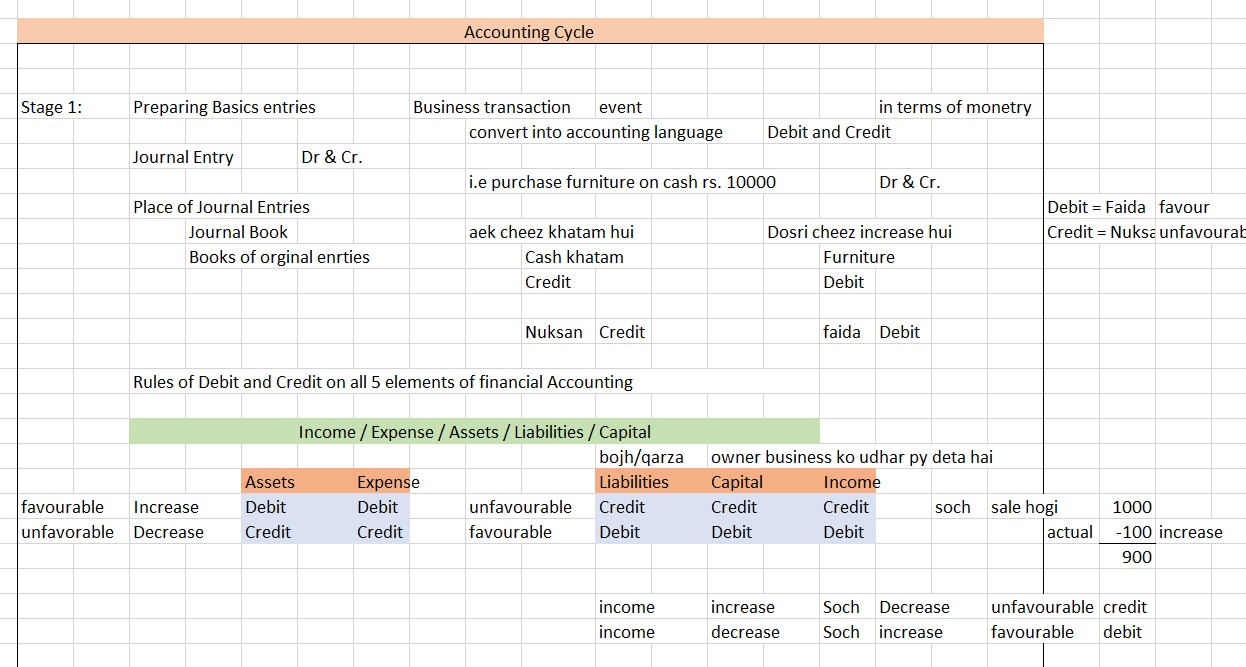 Accounting Cycle
Stage 1: Preparing Basics entries Business transaction event in terms of monetry
convert into accounting language Debit and Credit
Journal Entry Dr & Cr.
i.e purchase furniture on cash rs. 10000 Dr & Cr.
Place of Journal Entries Debit = Faida favour
Journal Book aek cheez khatam hui Dosri cheez increase hui Credit = Nuksa unfavourab
Books of orginal enrties Cash khatam Furniture
Credit Debit
Nuksan Credit faida Debit
Rules of Debit and Credit on all 5 elements of financial Accounting
Income / Expense / Assets / Liabilities / Capital
bojh/qarza owner business ko udhar py deta hai
Assets Expense Liabilities Capital Income
favourable Increase Debit Debit unfavourable Credit Credit Credit soch sale hogi 1000
unfavorable Decrease Credit Credit favourable Debit Debit Debit actual -100 increase
900
income increase Soch Decrease unfavourable credit
income decrease Soch increase favourable debit